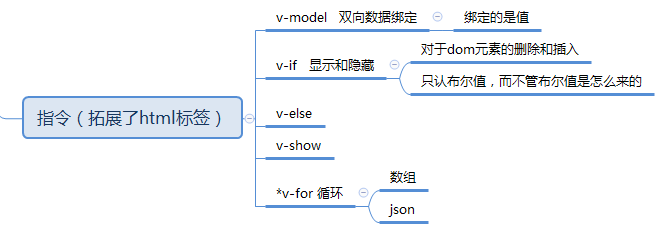 v-model 双向数据绑定
绑定的是值
对于dom元素的删除和插入
v-if 显示和隐藏
只认布尔值，而不管布尔值是怎么来的
指令（拓展了html标签）
v-else
v-show
数组
*v-for 循环
json